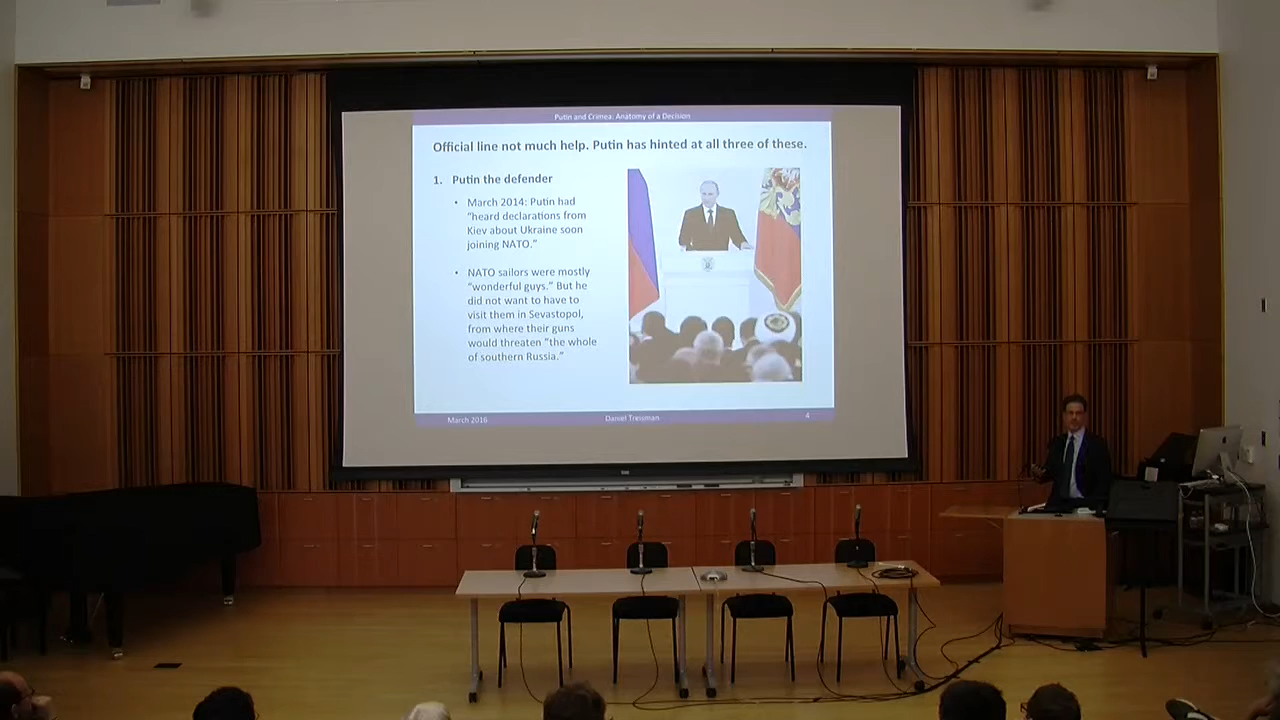 Putin and Crimea: Anatomy of a Decision
Official line not much help. Putin has hinted at all three of these.
1. Putin the defender
• March 2014: Putin had
“heard declarations from
Kiev about Ukraine soon
joining NATO.”
• NATO sailors were mostly
“wonderful guys.” But he
did not want to have to
visit them in Sevastopol,
from where their guns
would threaten “the whole
of southern Russia.”
March 2016
Daniel Treisman
4